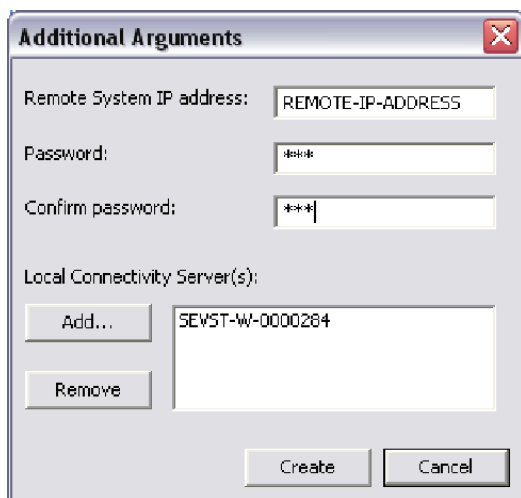 Additional Arguments
Remote System IP address: REMOTE-IP-ADDRESS
Password: ***
Confirm password: ***
Local Connectivity Server(s):
Add... SEVST-W-0000284
Remove
Create Cancel